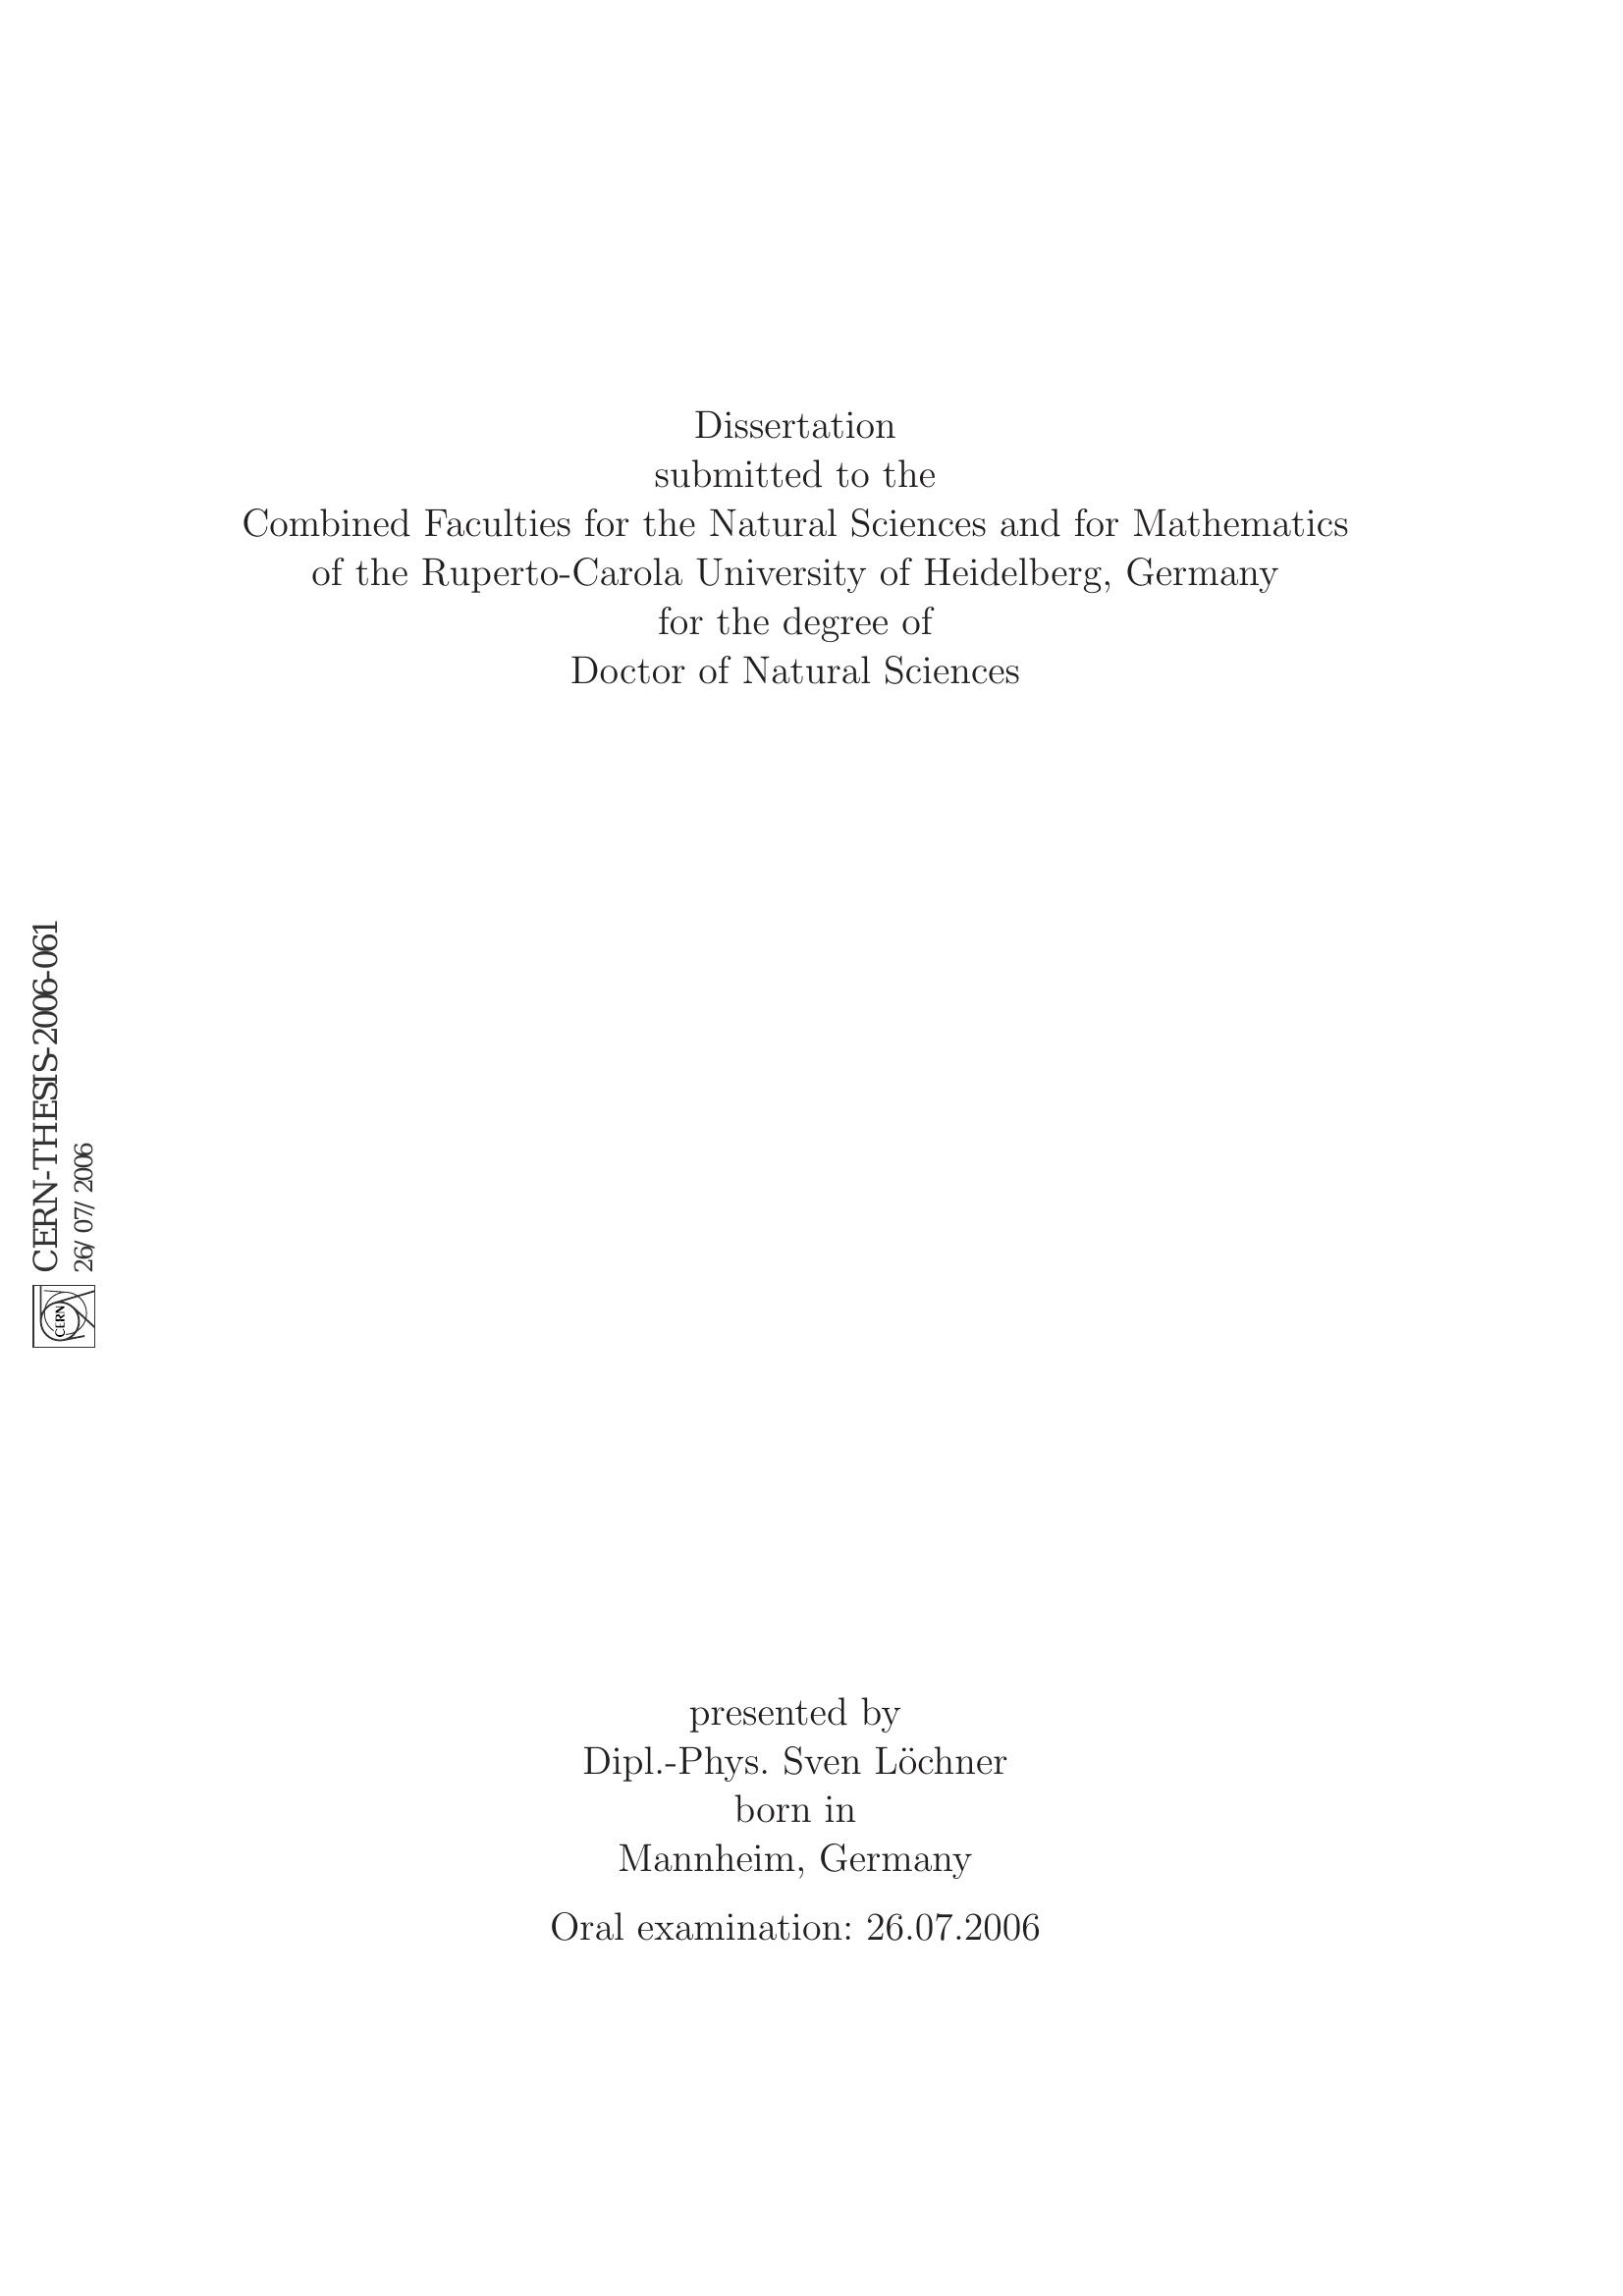 Dissertation
submitted to the
Combined Faculties for the Natural Sciences and for Mathematics
of the Ruperto-Carola University of Heidelberg, Germany
for the degree of
Doctor of Natural Sciences
CERN-THESIS-2006-061
26/07/2006
CERN
presented by
Dipl.-Phys. Sven Löchner
born in
Mannheim, Germany
Oral examination: 26.07.2006